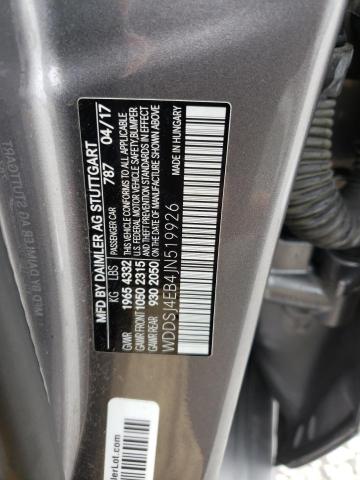 MFD BY DAIMLER AG STUTTGART 04/17
KG LBS PASSENGER CAR 787
GVWR 1965 4332 THIS VEHICLE CONFORMS TO ALL APPLICABLE
GAWR FRONT 1050 2315 U.S. FEDERAL MOTOR VEHICLE SAFETY, BUMPER
GAWR REAR 930 2050 AND THEFT PREVENTION STANDARDS IN EFFECT
ON THE DATE OF MANUFACTURE SHOWN ABOVE
WDDSJ4EB4JN519926 MADE IN HUNGARY
erLot.com